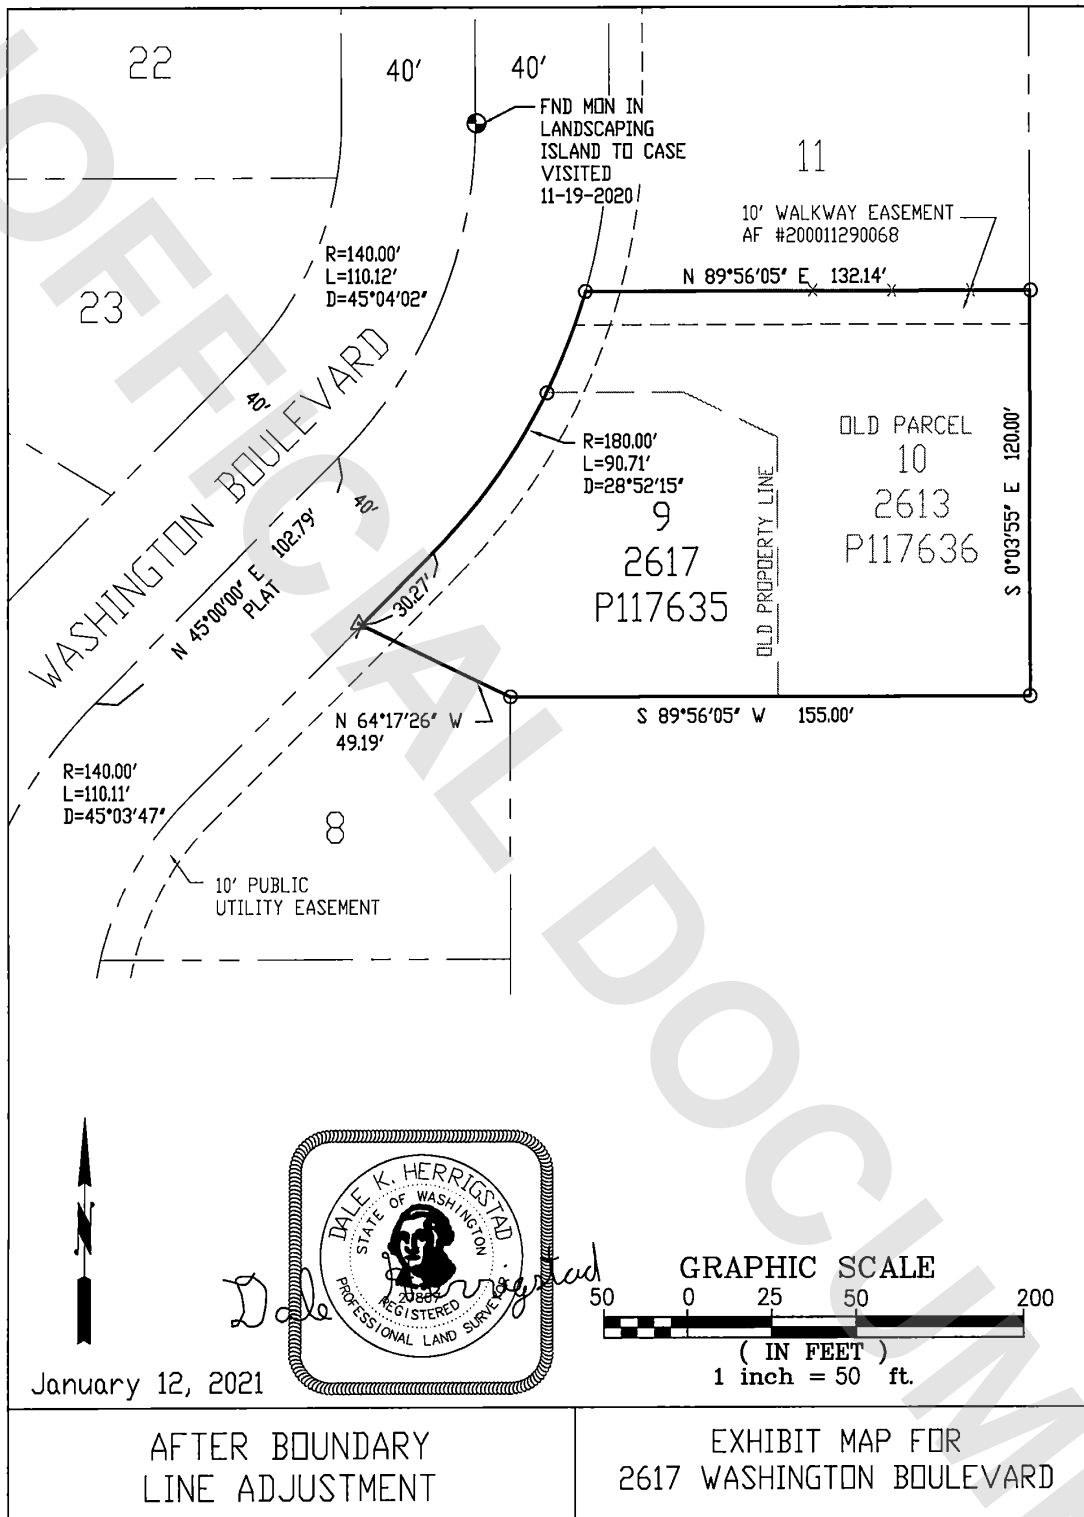 22
40'
40'
FND MON IN
LANDSCAPING
ISLAND TO CASE
VISITED
11-19-2020
11
10' WALKWAY EASEMENT
AF #200011290068
R=140.00'
L=110.12'
D=45°04'02"
N 89°56'05" E 132.14'
23
40'
WASHINGTON BOULEVARD
R=180.00'
L=90.71'
D=28°52'15"
OLD PARCEL
10
2613
P117636
S 0°03'55" E 120.00'
9
2617
P117635
OLD PROPOERTY LINE
40'
N 45°00'00" E 102.79'
PLAT
30.27'
N 64°17'26" W
49.19'
S 89°56'05" W 155.00'
R=140.00'
L=110.11'
D=45°03'47"
8
10' PUBLIC
UTILITY EASEMENT
N
DALE K. HERRIGSTAD
STATE OF WASHINGTON
REGISTERED
PROFESSIONAL LAND SURVEYOR
Dale Herrigstad
January 12, 2021
GRAPHIC SCALE
50 0 25 50 200
( IN FEET )
1 inch = 50 ft.
AFTER BOUNDARY
LINE ADJUSTMENT
EXHIBIT MAP FOR
2617 WASHINGTON BOULEVARD
UNOFFICIAL DOCUMENT